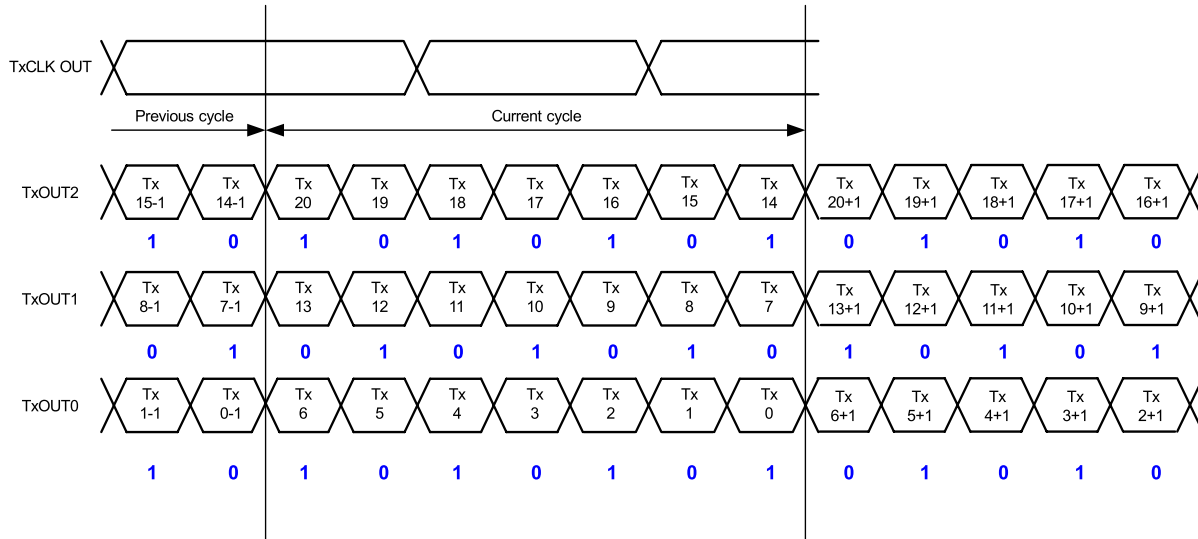 TxCLK OUT
Previous cycle Current cycle
TxOUT2
Tx Tx Tx Tx Tx Tx Tx Tx Tx Tx Tx Tx Tx Tx
15-1 14-1 20 19 18 17 16 15 14 20+1 19+1 18+1 17+1 16+1
1 0 1 0 1 0 1 0 1 0 1 0 1 0
TxOUT1
Tx Tx Tx Tx Tx Tx Tx Tx Tx Tx Tx Tx Tx Tx
8-1 7-1 13 12 11 10 9 8 7 13+1 12+1 11+1 10+1 9+1
0 1 0 1 0 1 0 1 0 1 0 1 0 1
TxOUT0
Tx Tx Tx Tx Tx Tx Tx Tx Tx Tx Tx Tx Tx Tx
1-1 0-1 6 5 4 3 2 1 0 6+1 5+1 4+1 3+1 2+1
1 0 1 0 1 0 1 0 1 0 1 0 1 0